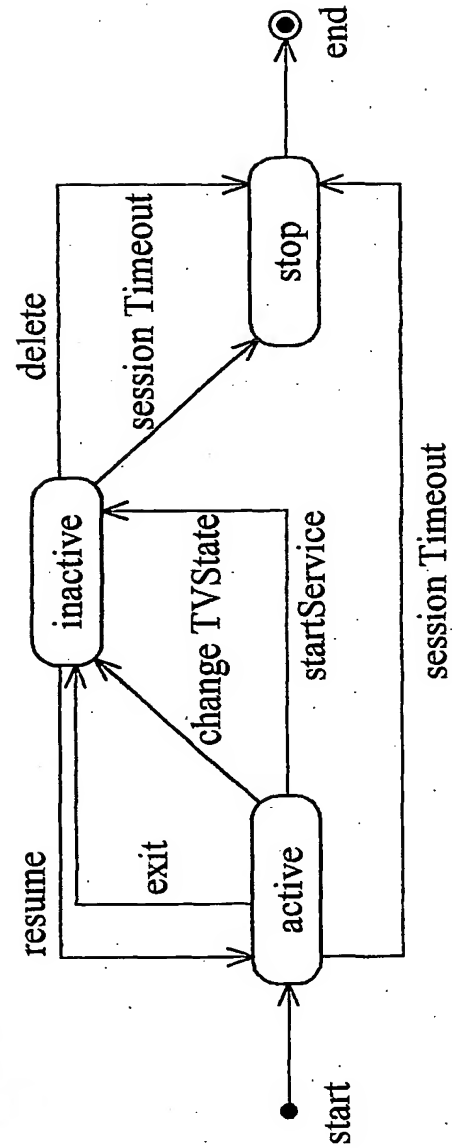 resume
delete
inactive
exit
session Timeout
change TVState
start
active
startService
stop
end
session Timeout